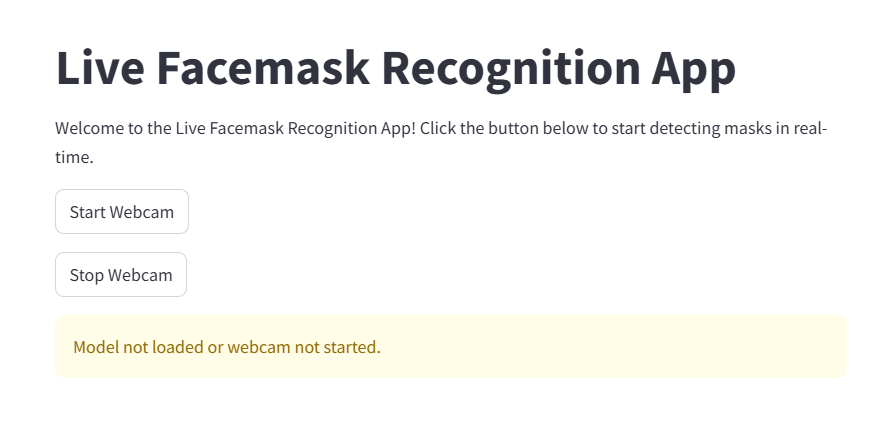 Live Facemask Recognition App
Welcome to the Live Facemask Recognition App! Click the button below to start detecting masks in real-
time.
Start Webcam
Stop Webcam
Model not loaded or webcam not started.